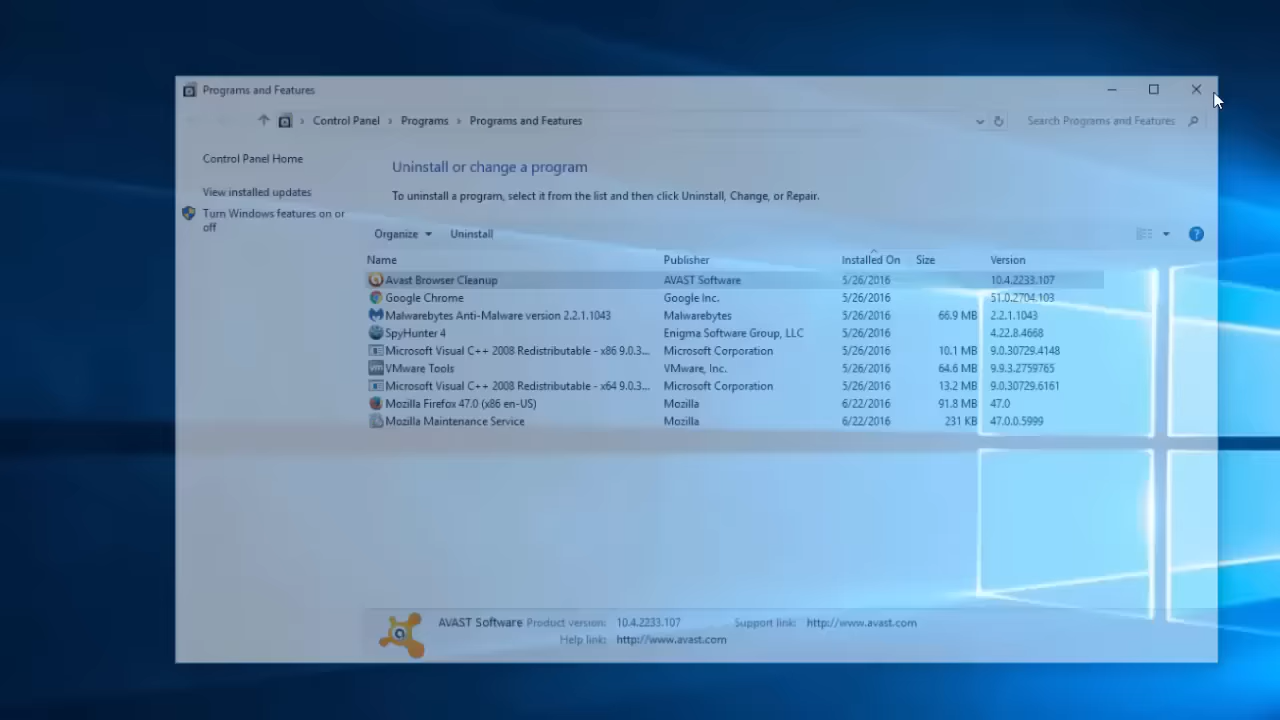 Programs and Features
Control Panel › Programs › Programs and Features
Search Programs and Features
Control Panel Home
View installed updates
Turn Windows features on or
off
Uninstall or change a program
To uninstall a program, select it from the list and then click Uninstall, Change, or Repair.
Organize Uninstall
Name Publisher Installed On Size Version
Avast Browser Cleanup AVAST Software 5/26/2016 10.4.2233.107
Google Chrome Google Inc. 5/26/2016 51.0.2704.103
Malwarebytes Anti-Malware version 2.2.1.1043 Malwarebytes 5/26/2016 66.9 MB 2.2.1.1043
SpyHunter 4 Enigma Software Group, LLC 5/26/2016 4.22.8.4668
Microsoft Visual C++ 2008 Redistributable - x86 9.0.3... Microsoft Corporation 5/26/2016 10.1 MB 9.0.30729.4148
VMware Tools VMware, Inc. 5/26/2016 64.6 MB 9.9.3.2759765
Microsoft Visual C++ 2008 Redistributable - x64 9.0.3... Microsoft Corporation 5/26/2016 13.2 MB 9.0.30729.6161
Mozilla Firefox 47.0 (x86 en-US) Mozilla 6/22/2016 91.8 MB 47.0
Mozilla Maintenance Service Mozilla 6/22/2016 231 KB 47.0.0.5999
AVAST Software Product version: 10.4.2233.107 Support link: http://www.avast.com
Help link: http://www.avast.com